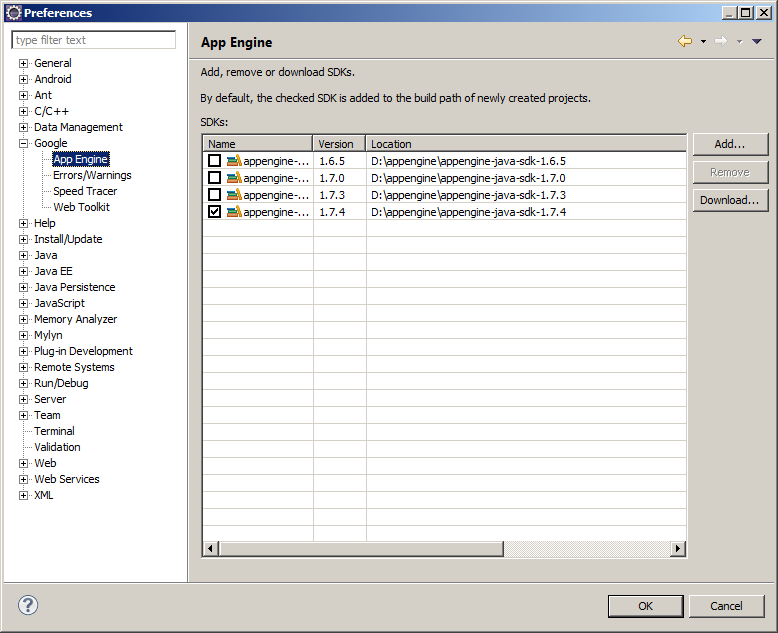 Preferences
type filter text
General
Android
Ant
C/C++
Data Management
Google
App Engine
Errors/Warnings
Speed Tracer
Web Toolkit
Help
Install/Update
Java
Java EE
Java Persistence
JavaScript
Memory Analyzer
Mylyn
Plug-in Development
Remote Systems
Run/Debug
Server
Team
Terminal
Validation
Web
Web Services
XML
App Engine
Add, remove or download SDKs.
By default, the checked SDK is added to the build path of newly created projects.
SDKs:
Name Version Location
appengine-... 1.6.5 D:\appengine\appengine-java-sdk-1.6.5
appengine-... 1.7.0 D:\appengine\appengine-java-sdk-1.7.0
appengine-... 1.7.3 D:\appengine\appengine-java-sdk-1.7.3
appengine-... 1.7.4 D:\appengine\appengine-java-sdk-1.7.4
Add...
Remove
Download...
?
OK Cancel